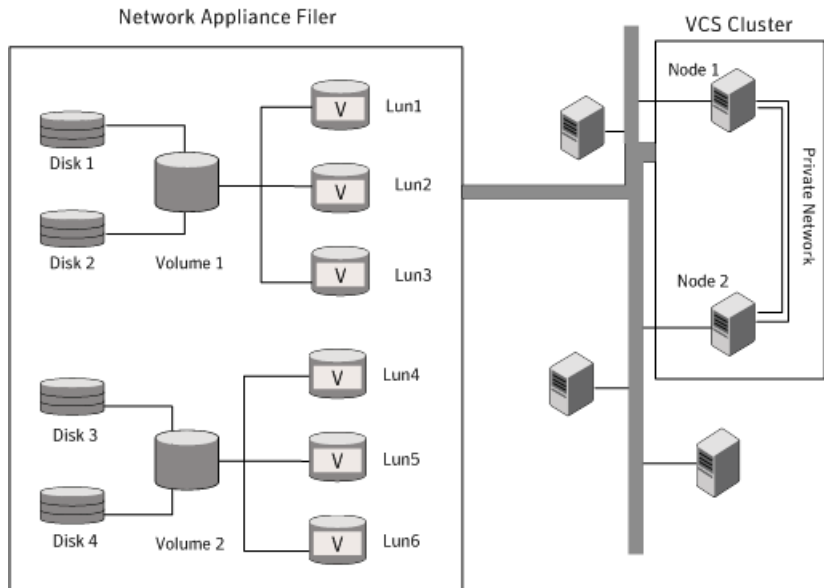 Network Appliance Filer
VCS Cluster
Node 1
V
Lun1
Disk 1
V
Lun2
Disk 2
Volume 1
V
Lun3
Private Network
Node 2
V
Lun4
Disk 3
V
Lun5
Disk 4
Volume 2
V
Lun6